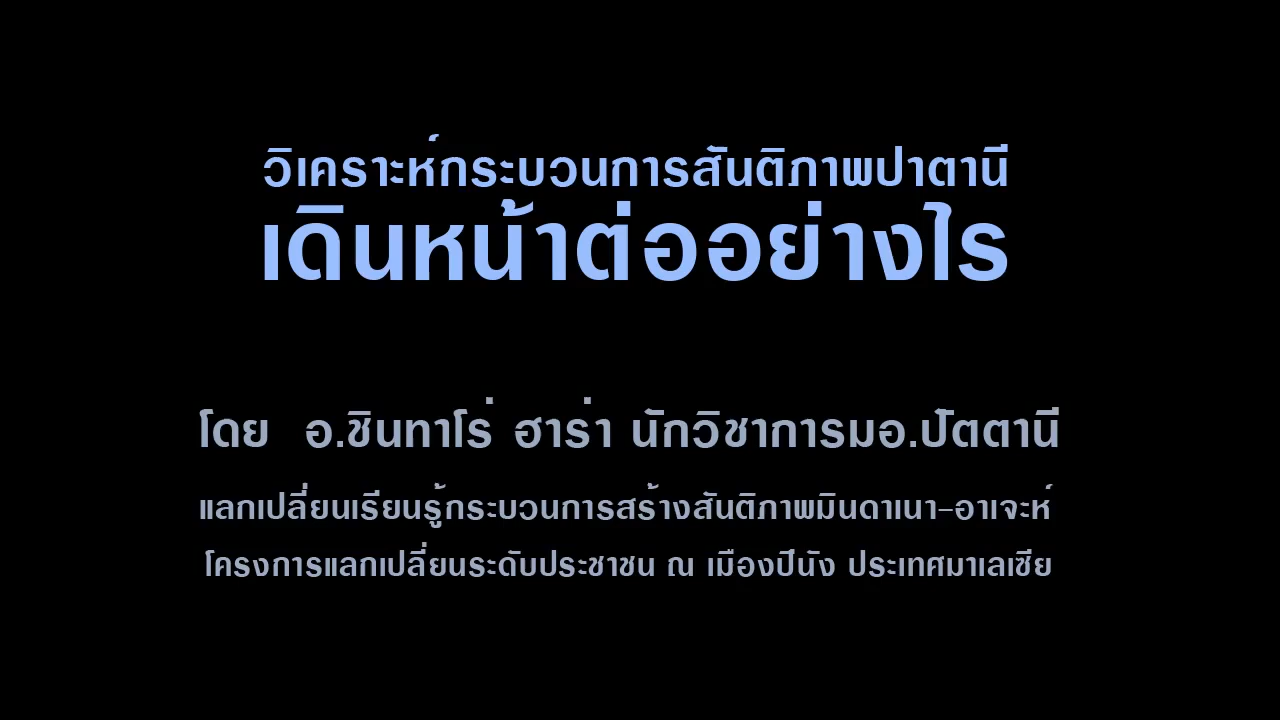 วิเคราะห์กระบวนการสันติภาพปาตานี
เดินหน้าต่ออย่างไร
โดย อ.ชินทาโร่ ฮาร่า นักวิชาการมอ.ปัตตานี
แลกเปลี่ยนเรียนรู้กระบวนการสร้างสันติภาพมินดาเนา-อาเจะห์
โครงการแลกเปลี่ยนระดับประชาชน ณ เมืองปีนัง ประเทศมาเลเซีย